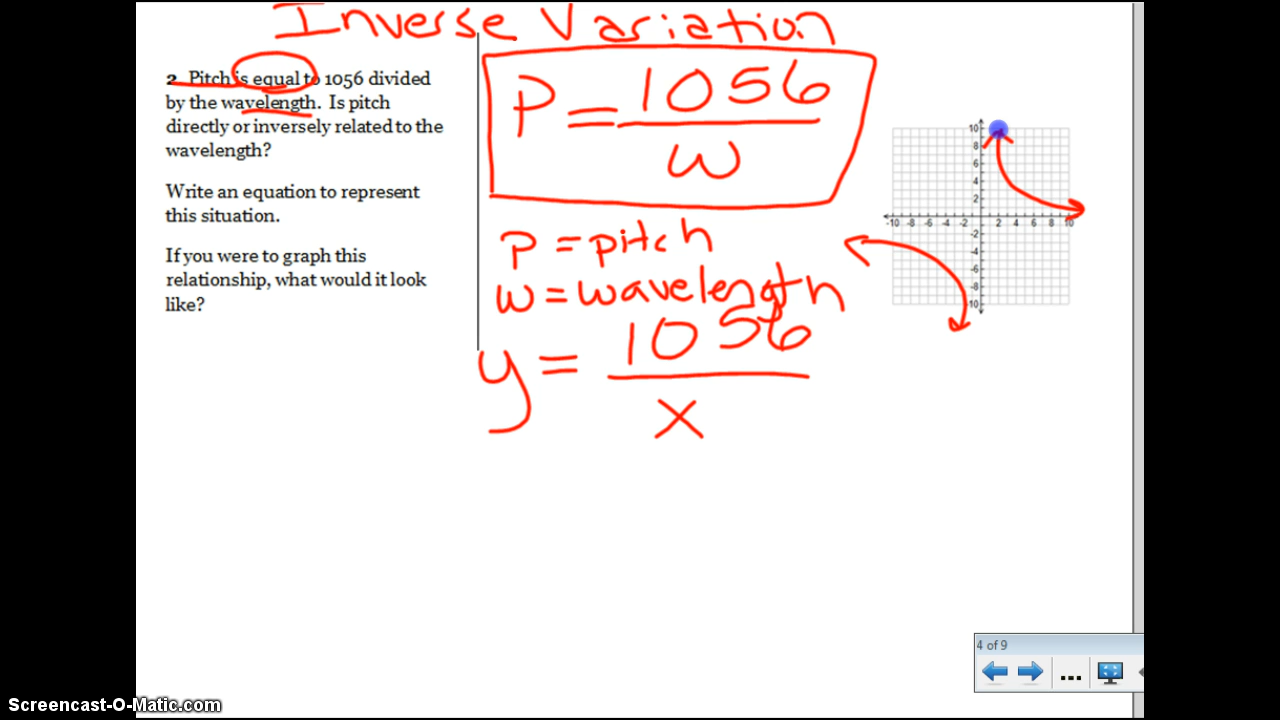 Inverse Variation
2. Pitch is equal to 1056 divided
by the wavelength. Is pitch
directly or inversely related to the
wavelength?
Write an equation to represent
this situation.
If you were to graph this
relationship, what would it look
like?
P = 1056
w
p = pitch
w = wavelength
y = 1056
x
10
8
6
4
2
-10 -8 -6 -4 -2 2 4 6 8 10
-2
-4
-6
-8
10
4 of 9
...
Screencast-O-Matic.com